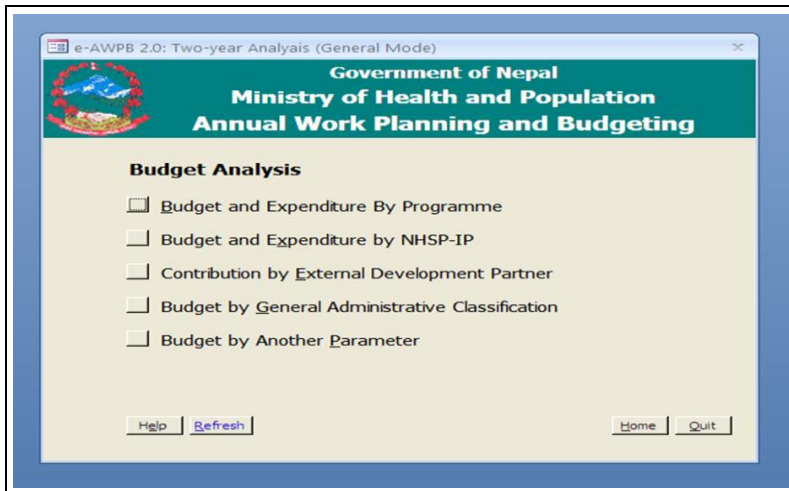 e-AWPB 2.0: Two-year Analyais (General Mode)
Government of Nepal
Ministry of Health and Population
Annual Work Planning and Budgeting
Budget Analysis
Budget and Expenditure By Programme
Budget and Expenditure by NHSP-IP
Contribution by External Development Partner
Budget by General Administrative Classification
Budget by Another Parameter
Help Refresh Home Quit